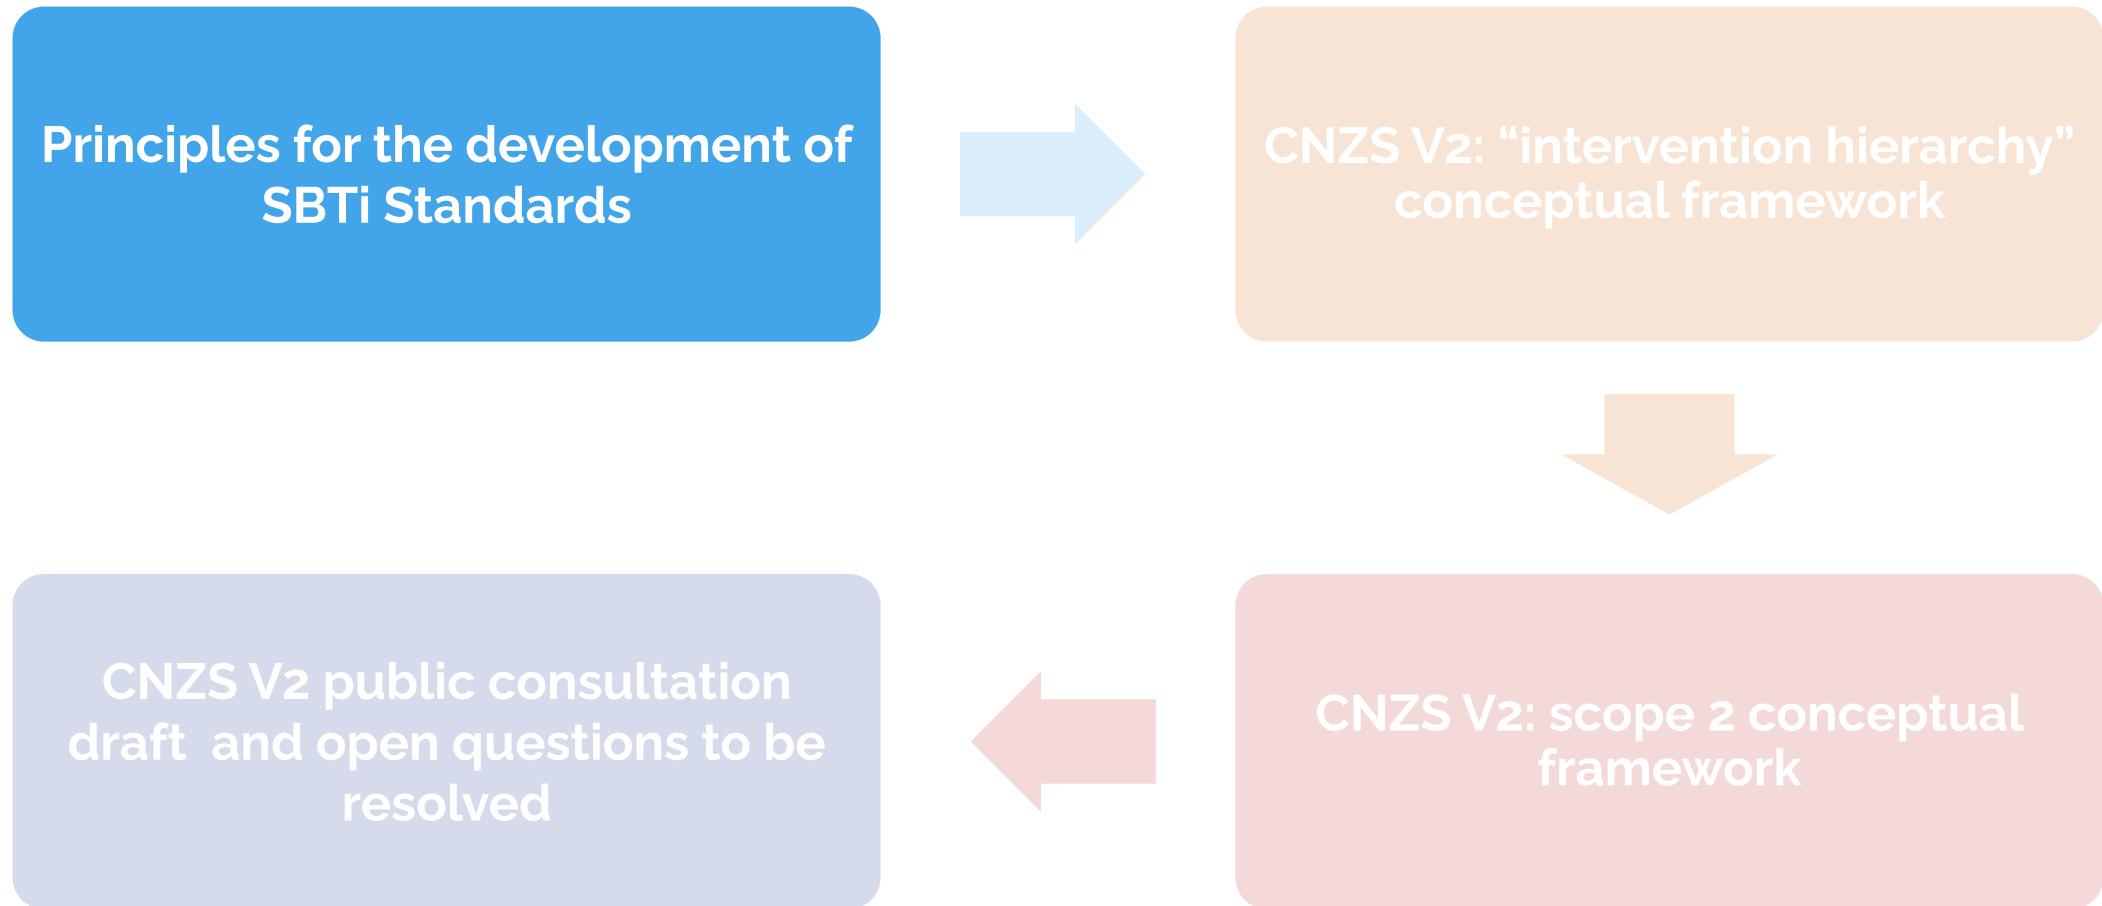 Principles for the development of
SBTi Standards
CNZS V2: “intervention hierarchy”
conceptual framework
CNZS V2: scope 2 conceptual
framework
CNZS V2 public consultation
draft  and open questions to be
resolved